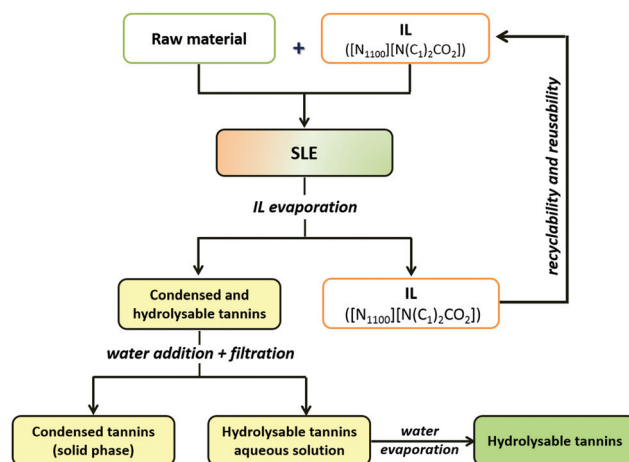 Raw material
+
IL
([N₁₁₀₀][N(C₁)₂CO₂])
SLE
IL evaporation
recyclability and reusability
Condensed and
hydrolysable tannins
IL
([N₁₁₀₀][N(C₁)₂CO₂])
water addition + filtration
Condensed tannins
(solid phase)
Hydrolysable tannins
aqueous solution
water
evaporation
Hydrolysable tannins